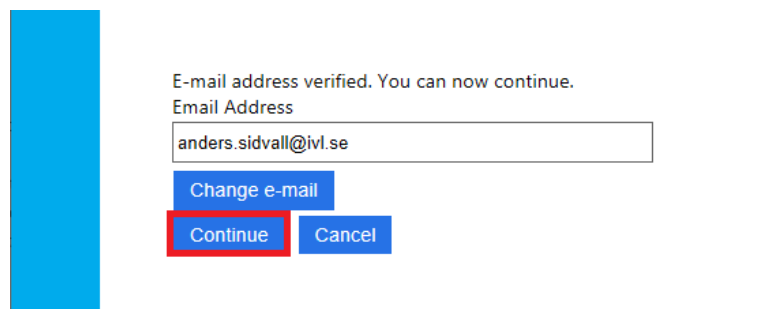 E-mail address verified. You can now continue.
Email Address
anders.sidvall@ivl.se
Change e-mail
Continue Cancel